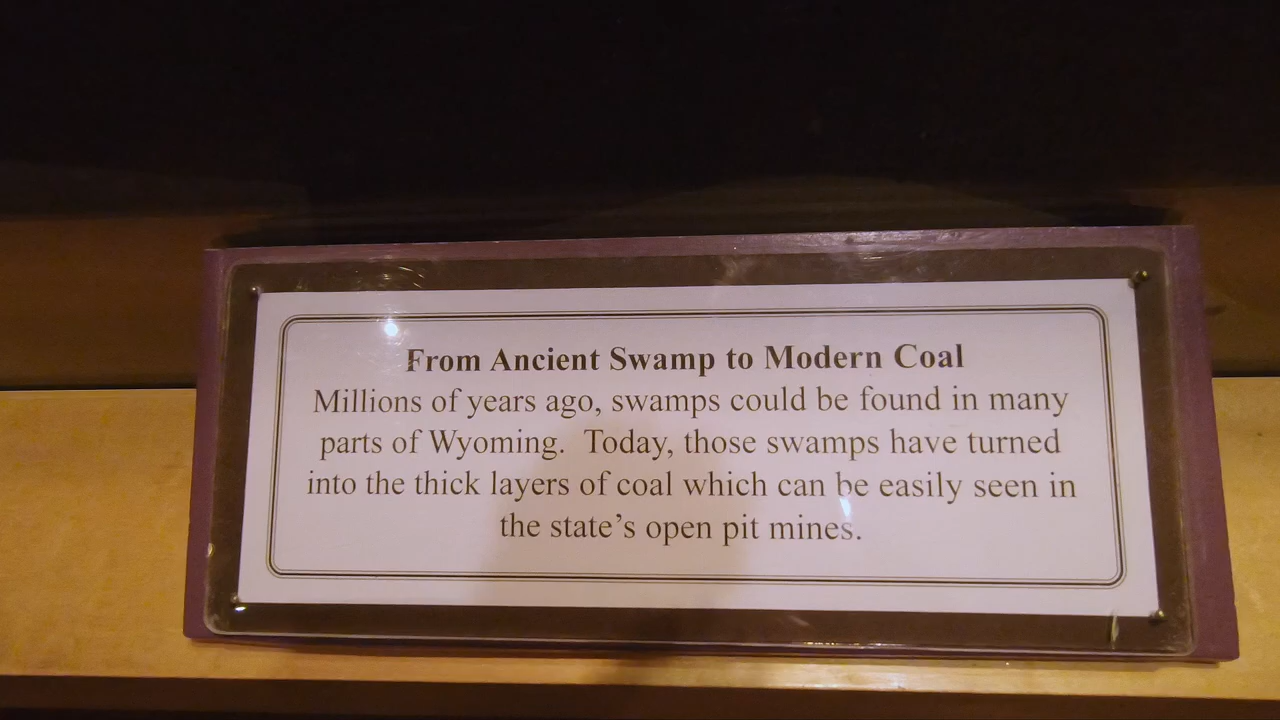 From Ancient Swamp to Modern Coal
Millions of years ago, swamps could be found in many
parts of Wyoming.  Today, those swamps have turned
into the thick layers of coal which can be easily seen in
the state’s open pit mines.